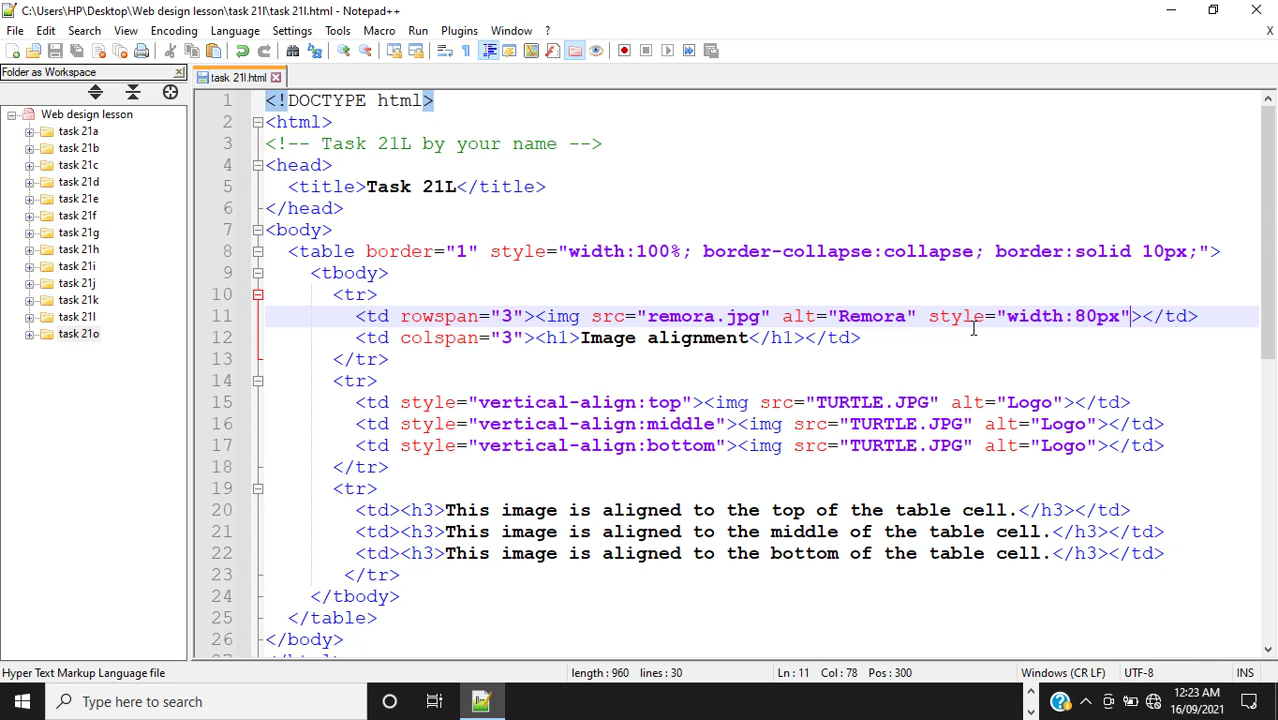 C:\Users\HP\Desktop\Web design lesson\task 21l\task 21l.html - Notepad++
File Edit Search View Encoding Language Settings Tools Macro Run Plugins Window ? X
Folder as Workspace
task 21l.html
Web design lesson
task 21a
task 21b
task 21c
task 21d
task 21e
task 21f
task 21g
task 21h
task 21i
task 21j
task 21k
task 21l
task 21o
1 <!DOCTYPE html>
2 <html>
3 <!-- Task 21L by your name -->
4 <head>
5 <title>Task 21L</title>
6 </head>
7 <body>
8 <table border="1" style="width:100%; border-collapse:collapse; border:solid 10px;">
9 <tbody>
10 <tr>
11 <td rowspan="3"><img src="remora.jpg" alt="Remora" style="width:80px"></td>
12 <td colspan="3"><h1>Image alignment</h1></td>
13 </tr>
14 <tr>
15 <td style="vertical-align:top"><img src="TURTLE.JPG" alt="Logo"></td>
16 <td style="vertical-align:middle"><img src="TURTLE.JPG" alt="Logo"></td>
17 <td style="vertical-align:bottom"><img src="TURTLE.JPG" alt="Logo"></td>
18 </tr>
19 <tr>
20 <td><h3>This image is aligned to the top of the table cell.</h3></td>
21 <td><h3>This image is aligned to the middle of the table cell.</h3></td>
22 <td><h3>This image is aligned to the bottom of the table cell.</h3></td>
23 </tr>
24 </tbody>
25 </table>
26 </body>
Hyper Text Markup Language file length : 960 lines : 30 Ln : 11 Col : 78 Pos : 300 Windows (CR LF) UTF-8 INS
Type here to search
12:23 AM
16/09/2021